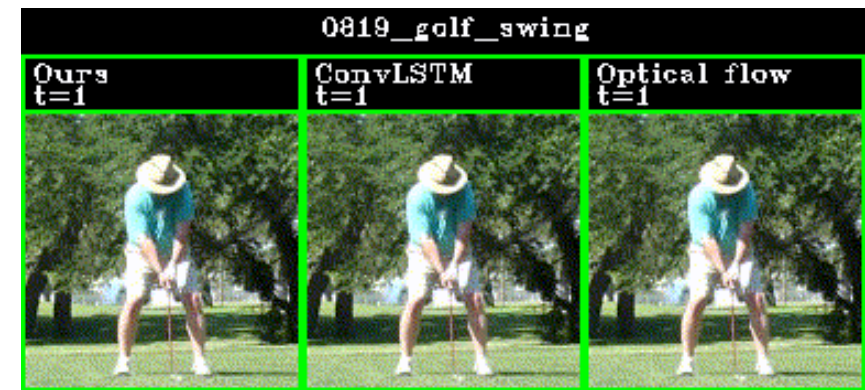 0819_golf_swing
Ours
t=1
ConvLSTM
t=1
Optical flow
t=1